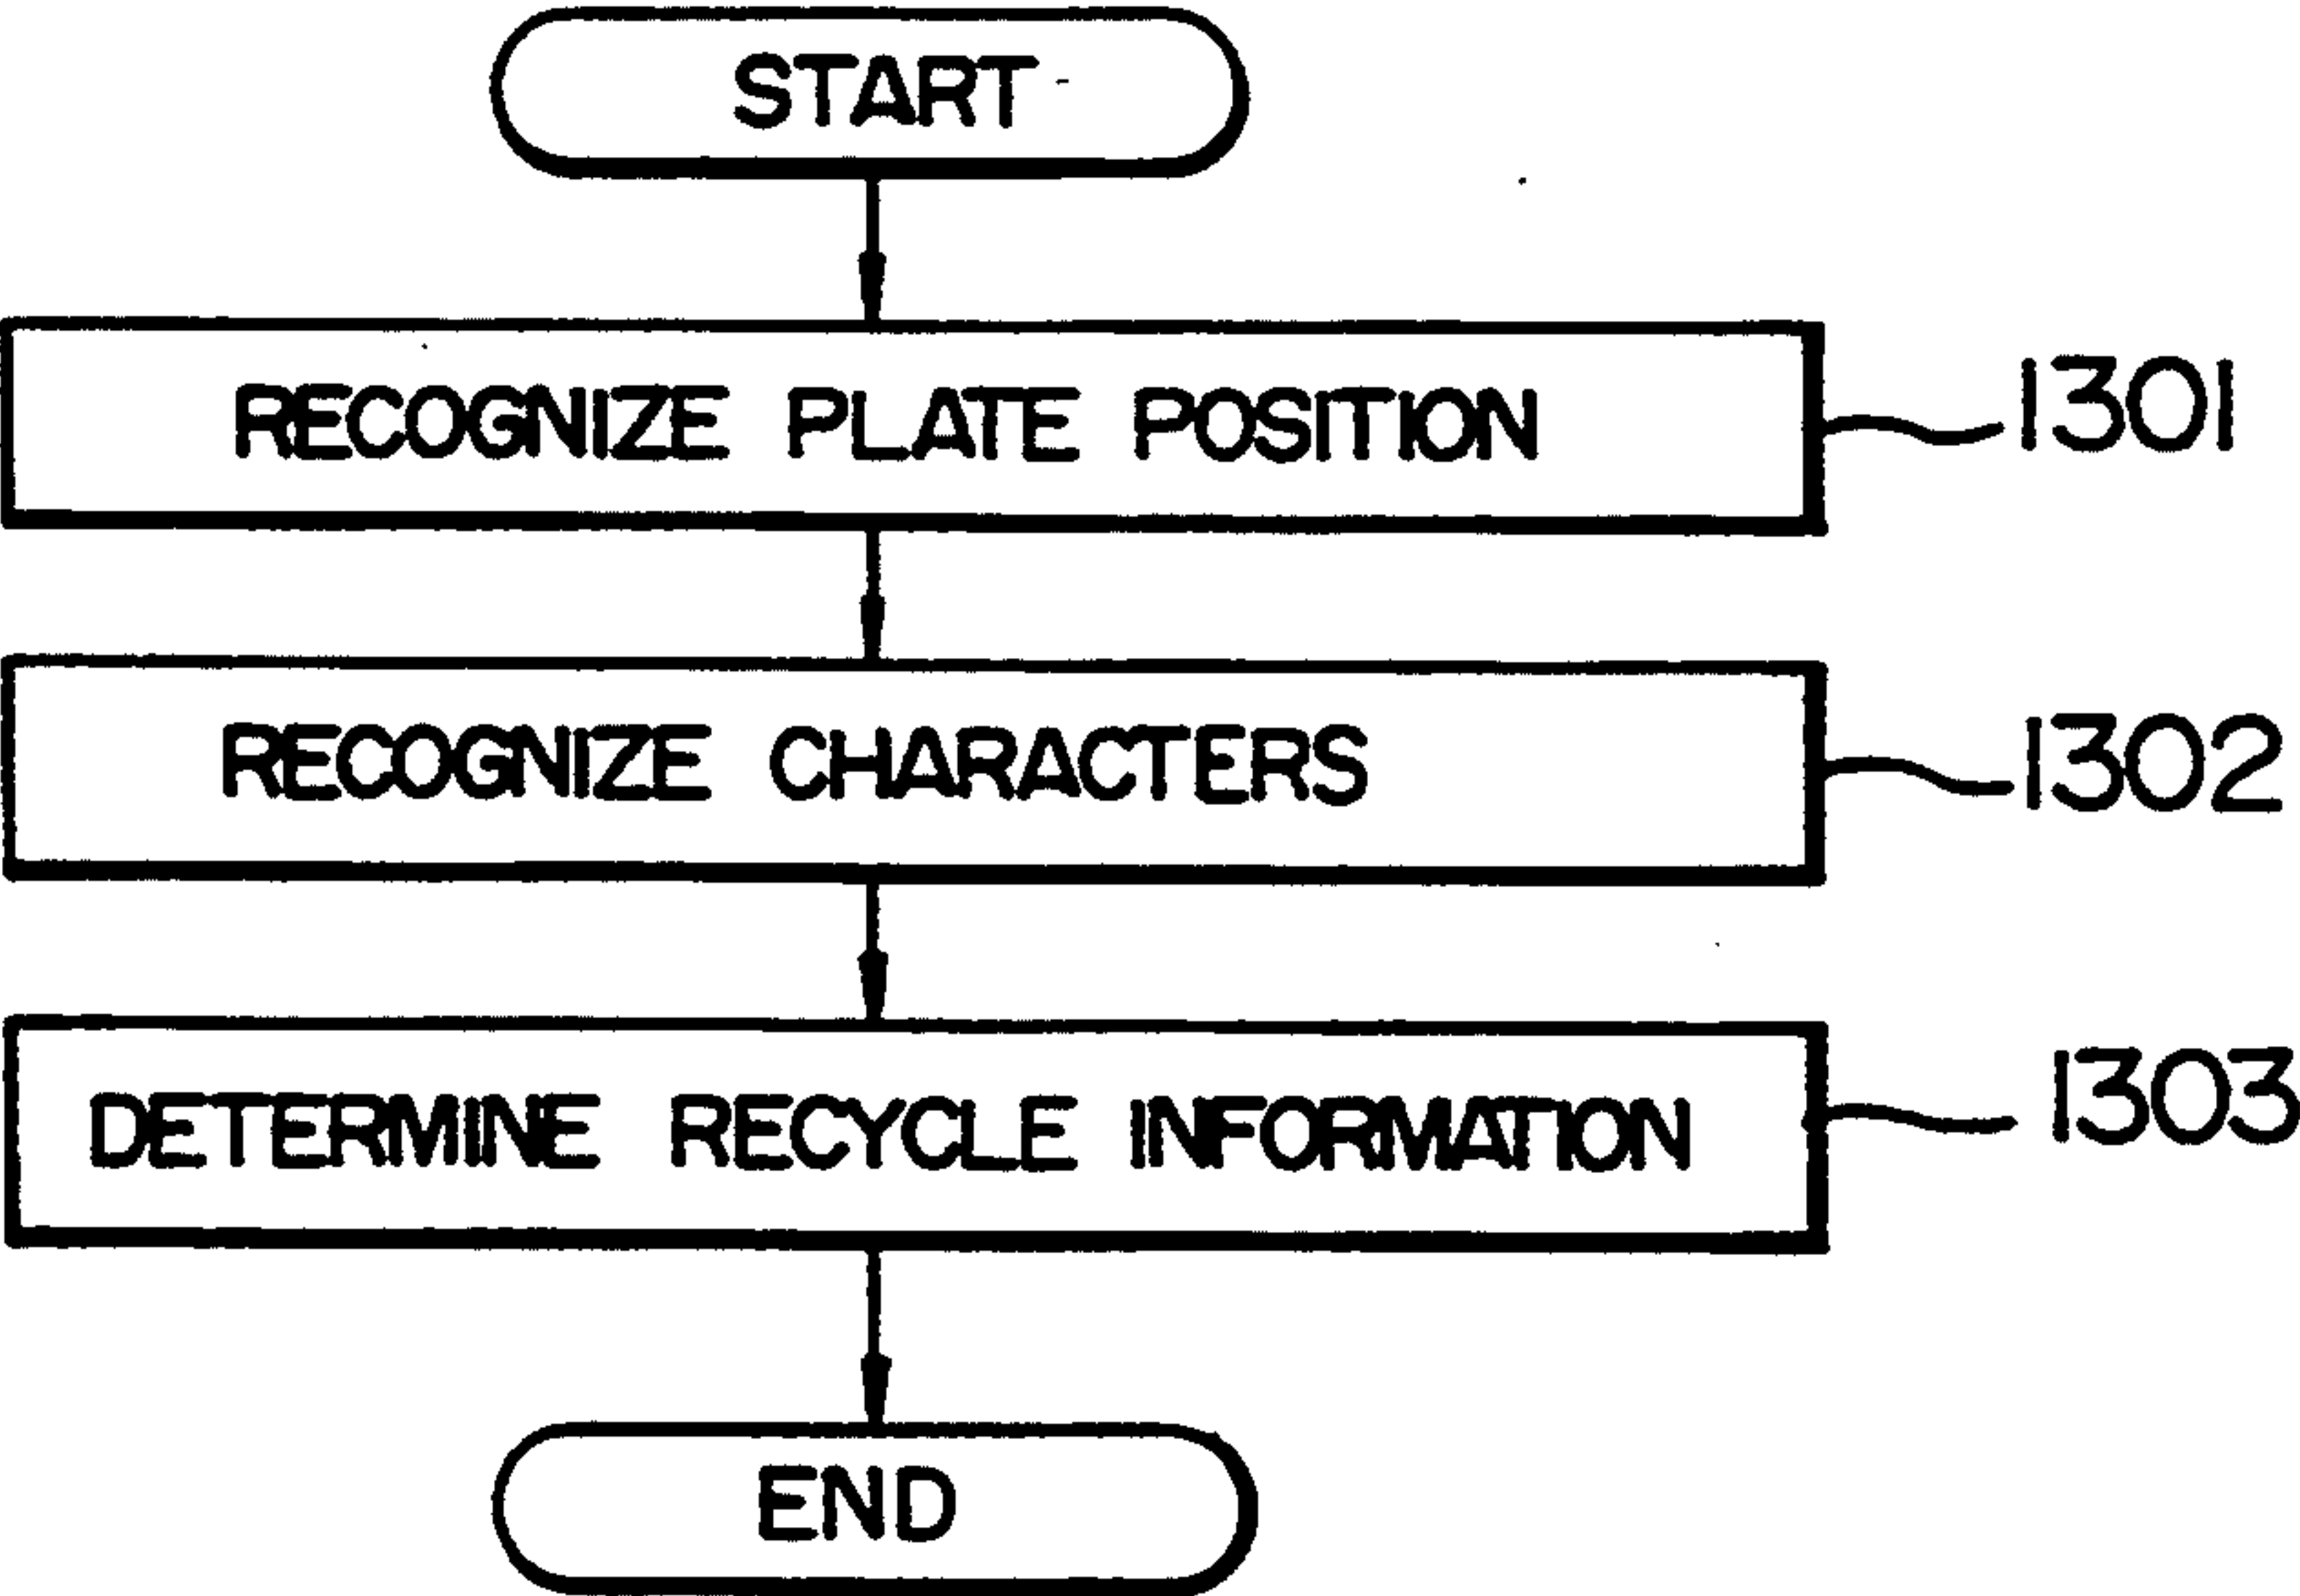 START
RECOGNIZE PLATE POSITION
1301
RECOGNIZE CHARACTERS
1302
DETERMINE RECYCLE INFORMATION
1303
END